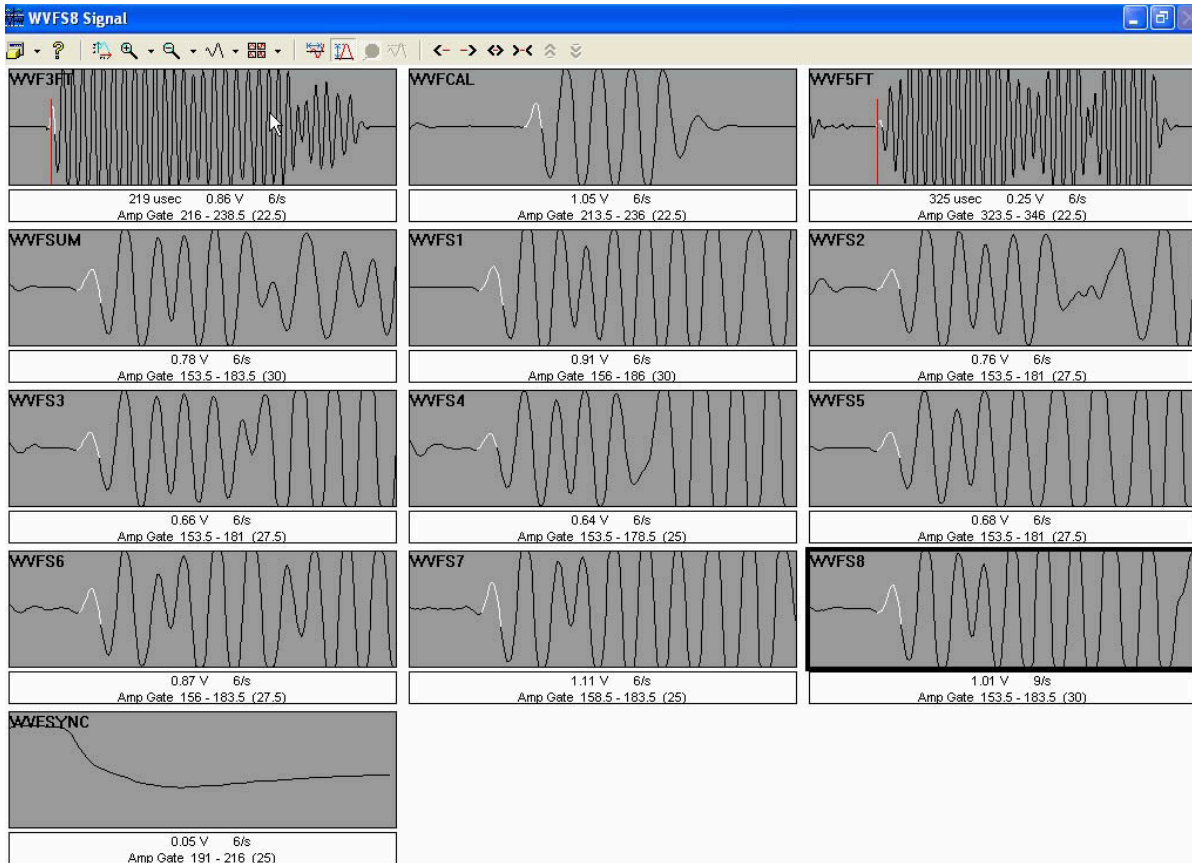 WVFS8 Signal
WVF3FT
WVFCAL
WVF5FT
219 usec 0.86 V 6/s
Amp Gate 216 - 238.5 (22.5)
1.05 V 6/s
Amp Gate 213.5 - 236 (22.5)
325 usec 0.25 V 6/s
Amp Gate 323.5 - 346 (22.5)
WVFSUM
WVFS1
WVFS2
0.78 V 6/s
Amp Gate 153.5 - 183.5 (30)
0.91 V 6/s
Amp Gate 156 - 186 (30)
0.76 V 6/s
Amp Gate 153.5 - 181 (27.5)
WVFS3
WVFS4
WVFS5
0.66 V 6/s
Amp Gate 153.5 - 181 (27.5)
0.64 V 6/s
Amp Gate 153.5 - 178.5 (25)
0.68 V 6/s
Amp Gate 153.5 - 181 (27.5)
WVFS6
WVFS7
WVFS8
0.87 V 6/s
Amp Gate 156 - 183.5 (27.5)
1.11 V 6/s
Amp Gate 158.5 - 183.5 (25)
1.01 V 9/s
Amp Gate 153.5 - 183.5 (30)
WVFSYNC
0.05 V 6/s
Amp Gate 191 - 216 (25)